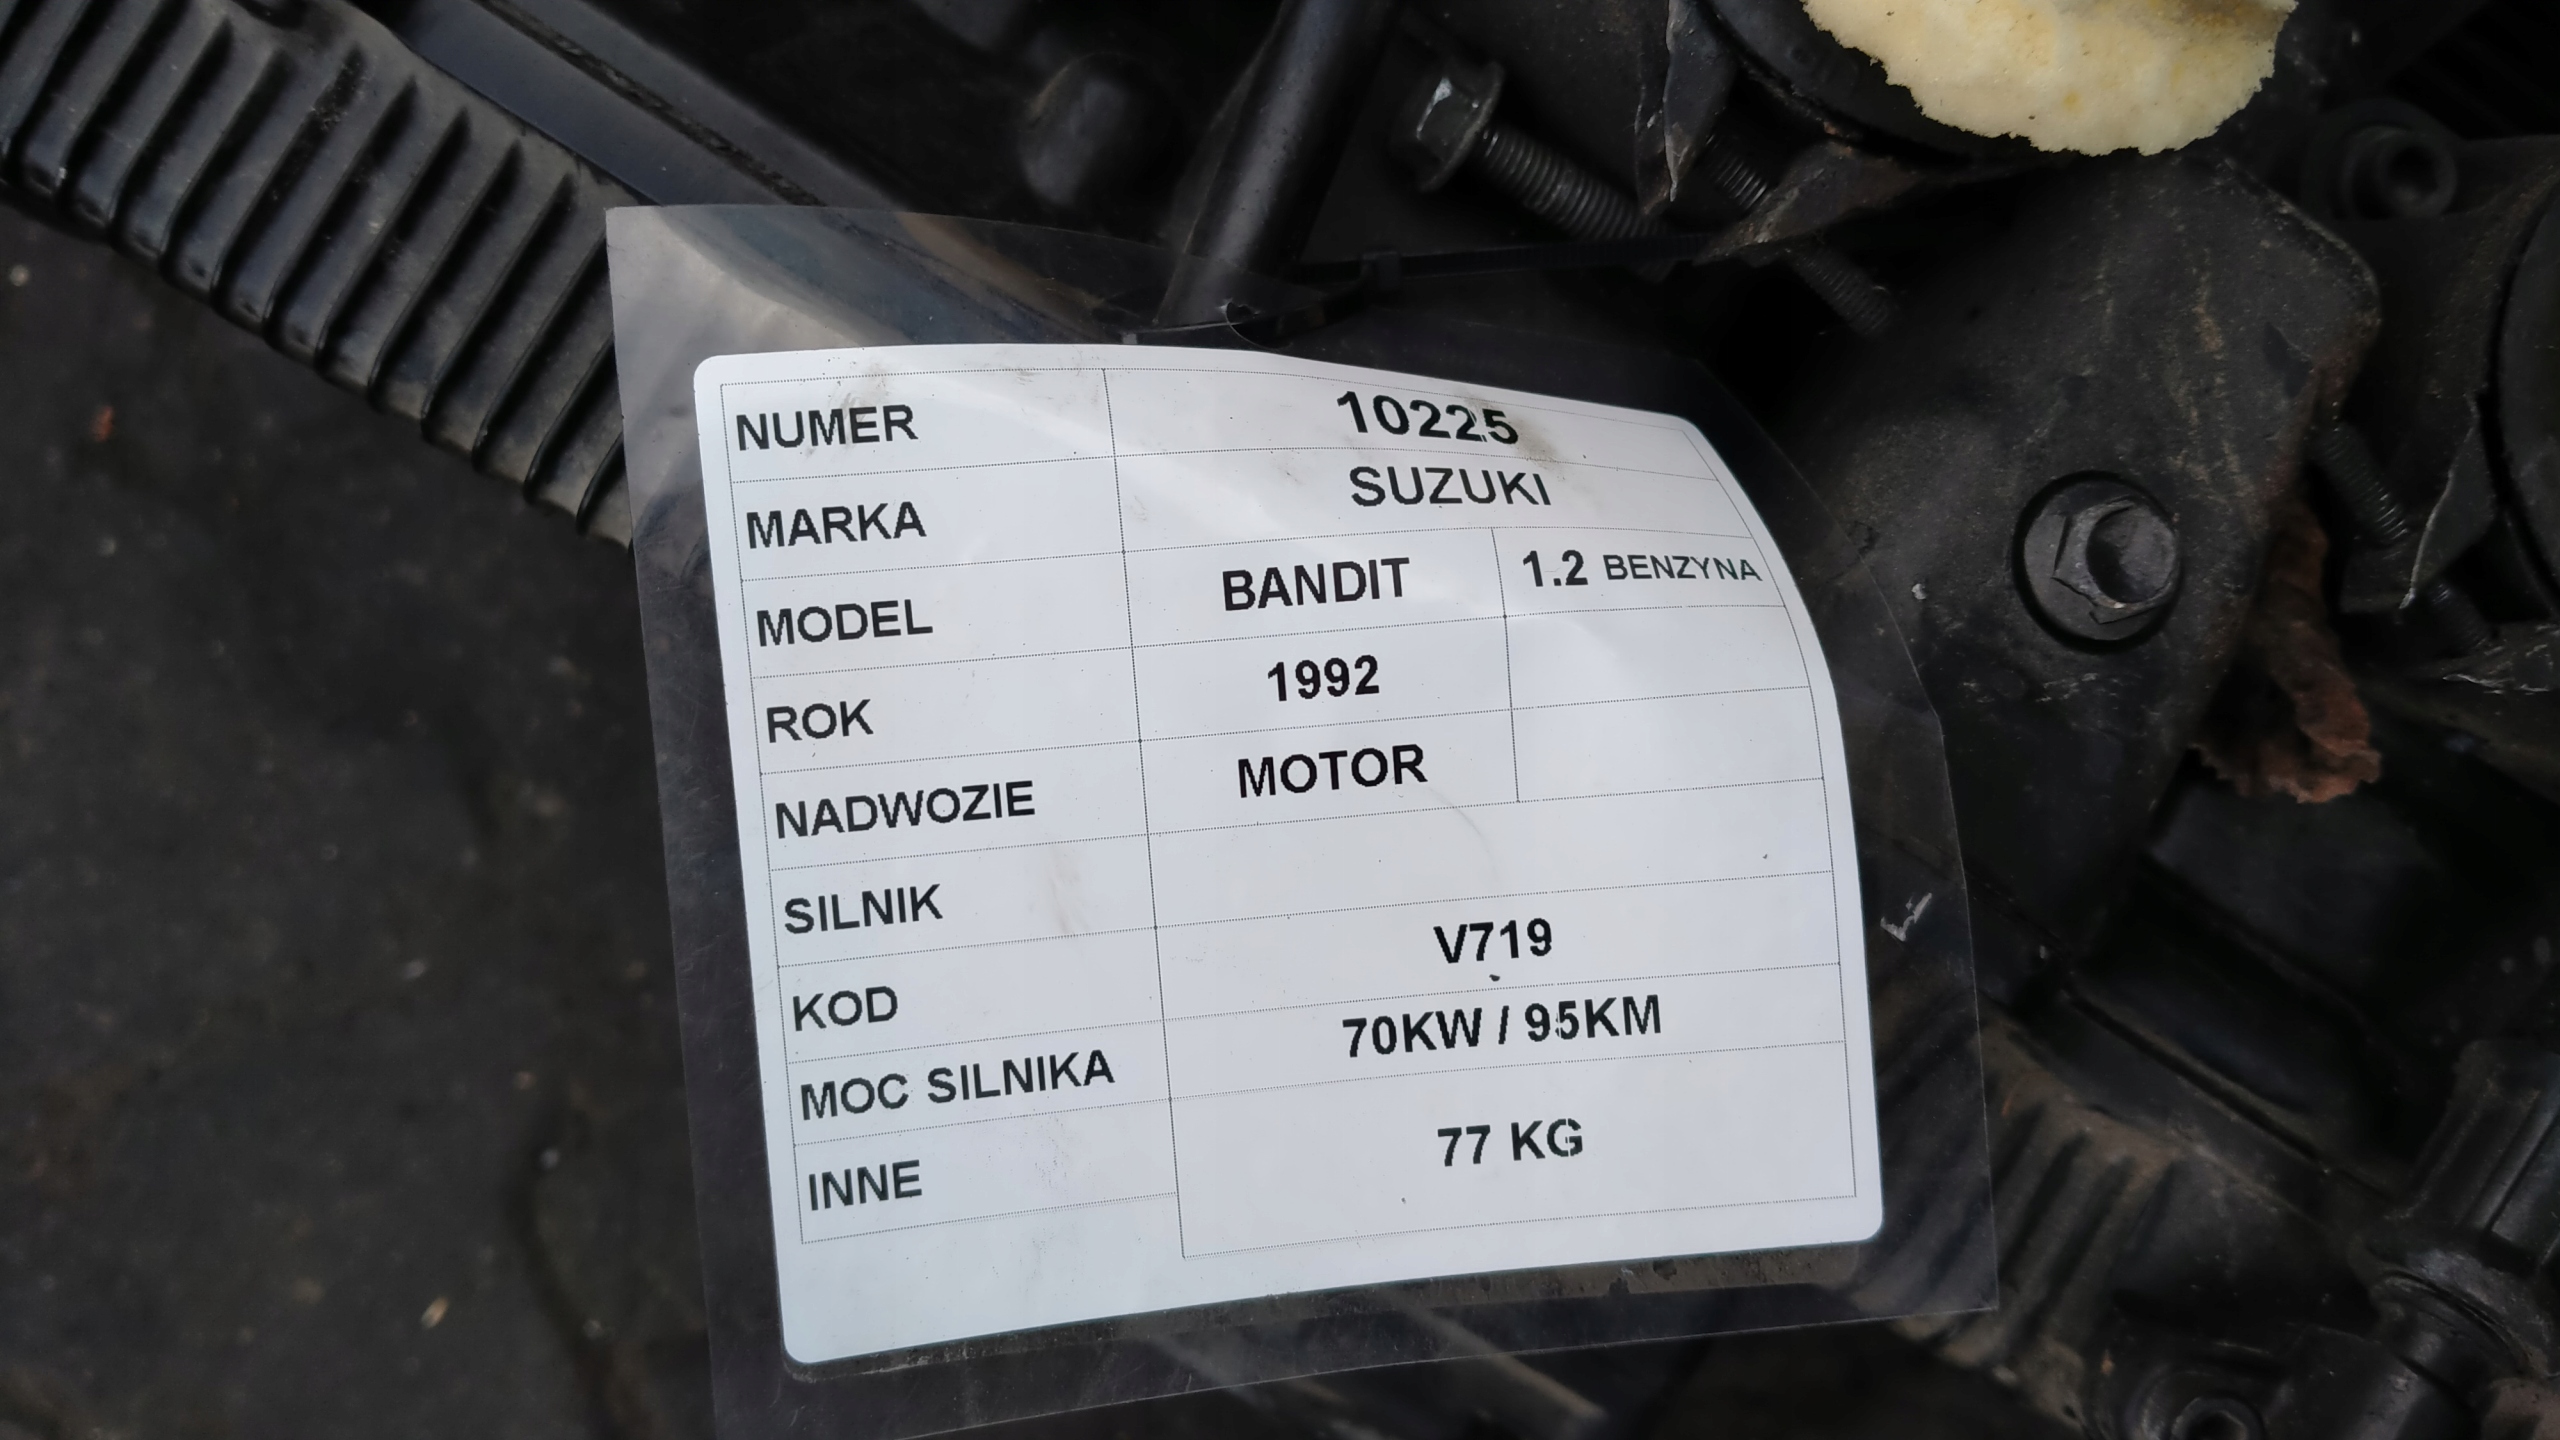 NUMER 10225
MARKA SUZUKI
MODEL BANDIT 1.2 BENZYNA
ROK 1992
NADWOZIE MOTOR
SILNIK
KOD V719
MOC SILNIKA 70KW / 95KM
INNE 77 KG